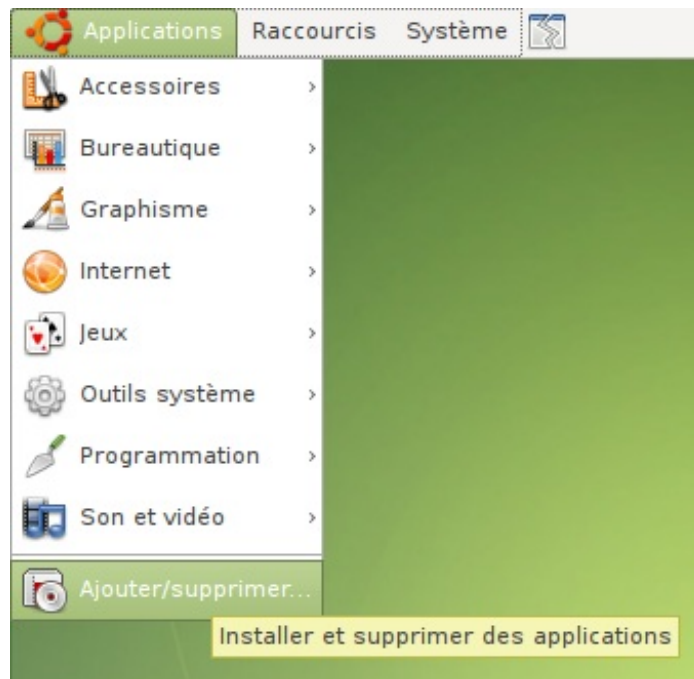 Applications Raccourcis Système
Accessoires
Bureautique
Graphisme
Internet
Jeux
Outils système
Programmation
Son et vidéo
Ajouter/supprimer...
Installer et supprimer des applications